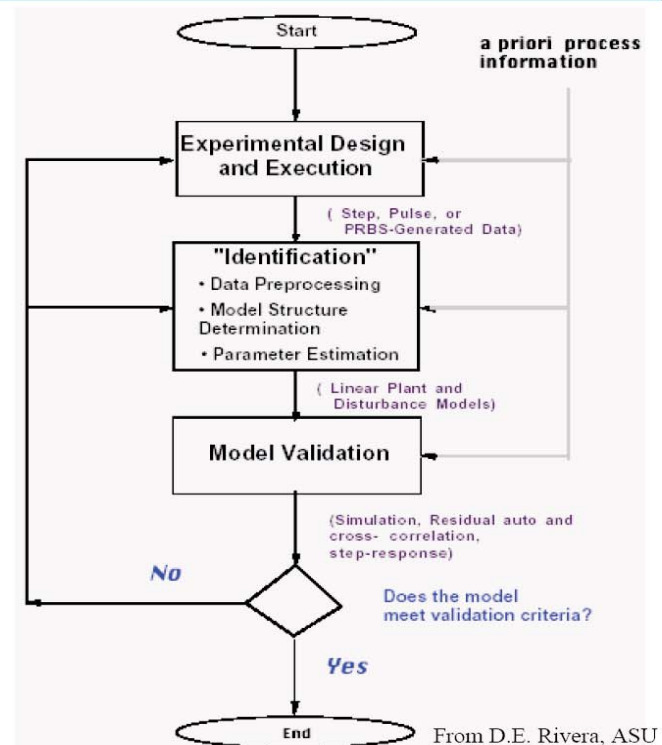 Start
a priori process
information
Experimental Design
and Execution
( Step, Pulse, or
PRBS-Generated Data)
"Identification"
• Data Preprocessing
• Model Structure
Determination
• Parameter Estimation
( Linear Plant and
Disturbance Models)
Model Validation
(Simulation, Residual auto and
cross- correlation,
step-response)
No
Does the model
meet validation criteria?
Yes
End
From D.E. Rivera, ASU